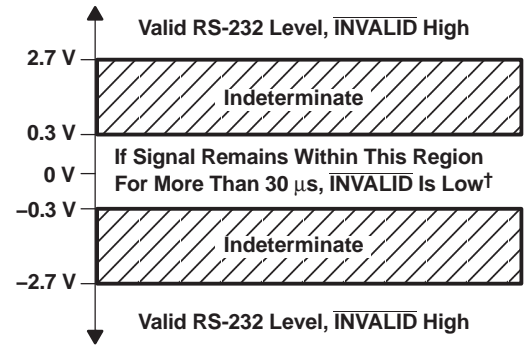 Valid RS-232 Level, INVALID High
2.7 V
Indeterminate
0.3 V
If Signal Remains Within This Region
0 V
For More Than 30 μs, INVALID Is Low†
–0.3 V
Indeterminate
–2.7 V
Valid RS-232 Level, INVALID High